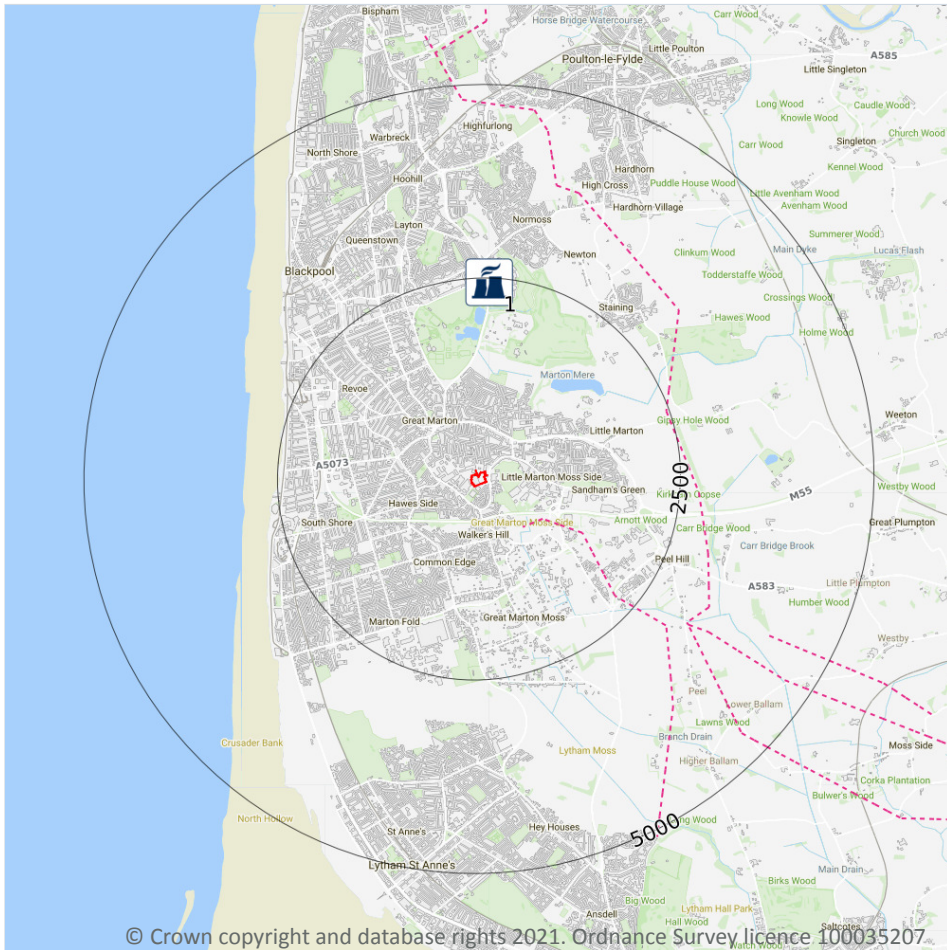 Bispham
Horse Bridge Watercourse
Carr Wood
Little Poulton
Poulton-le-Fylde
A585
Little Singleton
Long Wood
Caudle Wood
Knowle Wood
Highfurlong
Warbreck
Church Wood
Singleton
Carr Wood
North Shore
Hardhorn
Kennel Wood
Hoohill
High Cross
Puddle House Wood
Little Avenham Wood
Avenham Wood
Hardhorn Village
Normoss
Layton
Summerer Wood
Queenstown
Main Dyke
Lucas Flash
Newton
Clinkum Wood
Blackpool
Todderstaffe Wood
Crossings Wood
1
Staining
Hawes Wood
Holme Wood
Marton Mere
Revoe
Weeton
Great Marton
Gipsy Hole Wood
Little Marton
A5073
2500
Little Marton Moss Side
Sandham's Green
Westby Wood
M55
Hawes Side
South Shore
Great Marton Moss Side
Arnott Wood
Carr Bridge Wood
Great Plumpton
Walker's Hill
Carr Bridge Brook
Common Edge
Peel Hill
A583
Little Plumpton
Humber Wood
Marton Fold
Great Marton Moss
Westby
Peel
Lower Ballam
Lawns Wood
Crusader Bank
Branch Drain
Moss Side
Lytham Moss
Higher Ballam
Corka Plantation
Bulwer's Wood
North Hollow
5000
St Anne's
Hey Houses
Lytham St Anne's
Main Drain
Birks Wood
Big Wood
Lytham Hall Park
Ansdell
Hall Wood
Saltcotes
© Crown copyright and database rights 2021. Ordnance Survey licence 100035207.